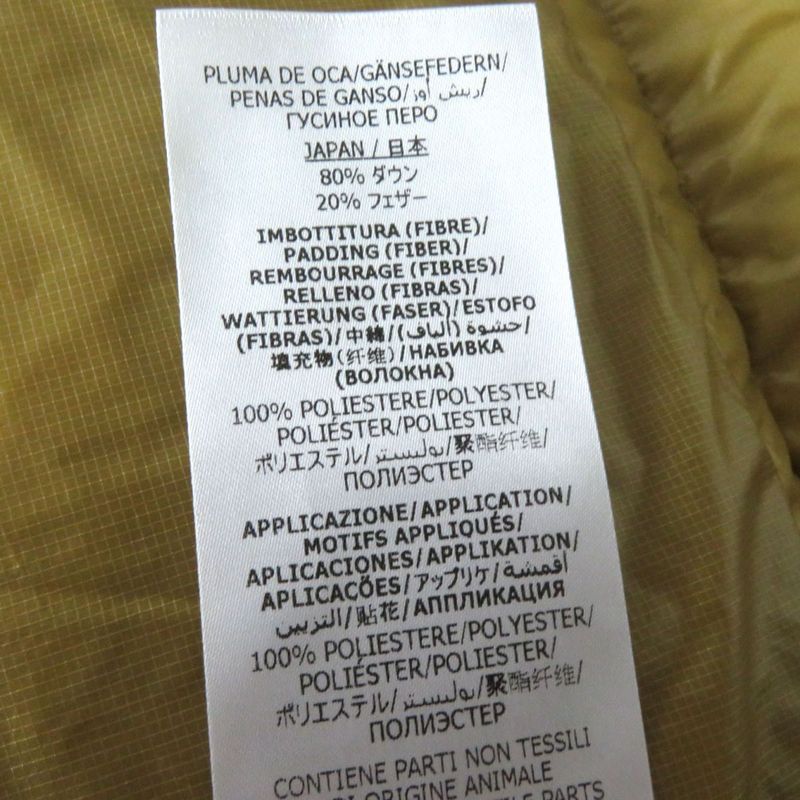 PLUMA DE OCA/GÄNSEFEDERN/
PENAS DE GANSO/ريش أوز/
ГУСИНОЕ ПЕРО
JAPAN / 日本
80% ダウン
20% フェザー
IMBOTTITURA (FIBRE)/
PADDING (FIBER)/
REMBOURRAGE (FIBRES)/
RELLENO (FIBRAS)/
WATTIERUNG (FASER)/ESTOFO
(FIBRAS)/中綿/(حشوة (ألياف/
填充物(纤维)/НАБИВКА
(ВОЛОКНА)
100% POLIESTERE/POLYESTER/
POLIÉSTER/POLIESTER/
ポリエステル/بوليستر/聚酯纤维/
ПОЛИЭСТЕР
APPLICAZIONE/APPLICATION/
MOTIFS APPLIQUÉS/
APLICACIONES/APPLIKATION/
APLICAÇÕES/アップリケ/أقمشة
التزيين/贴花/АППЛИКАЦИЯ
100% POLIESTERE/POLYESTER/
POLIÉSTER/POLIESTER/
ポリエステル/بوليستر/聚酯纤维/
ПОЛИЭСТЕР
CONTIENE PARTI NON TESSILI
DI ORIGINE ANIMALE
PARTS